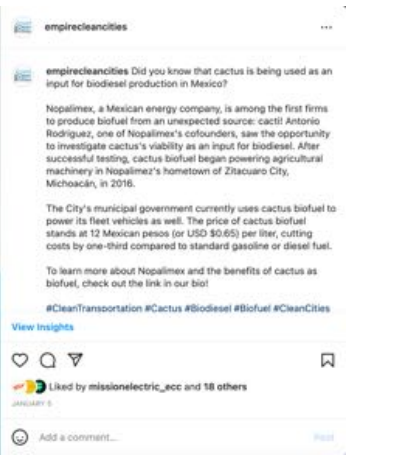 empirecleancities
empirecleancities Did you know that cactus is being used as an
input for biodiesel production in Mexico?
Nopalimex, a Mexican energy company, is among the first firms
to produce biofuel from an unexpected source: cacti! Antonio
Rodriguez, one of Nopalimex's cofounders, saw the opportunity
to investigate cactus's viability as an input for biodiesel. After
successful testing, cactus biofuel began powering agricultural
machinery in Nopalimez's hometown of Zitacuaro City,
Michoacán, in 2016.
The City's municipal government currently uses cactus biofuel to
power its fleet vehicles as well. The price of cactus biofuel
stands at 12 Mexican pesos (or USD $0.65) per liter, cutting
costs by one-third compared to standard gasoline or diesel fuel.
To learn more about Nopalimex and the benefits of cactus as
biofuel, check out the link in our bio!
#CleanTransportation #Cactus #Biodiesel #Biofuel #CleanCities
View Insights
Liked by missionelectric_ecc and 18 others
JANUARY 5
Add a comment...
Post